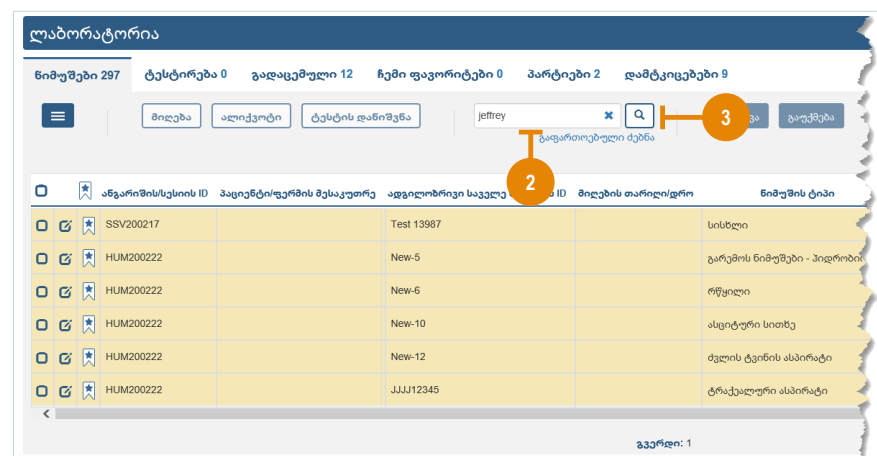 ლაბორატორია
ნიმუშები 297 ტესტირება 0 გადაცემული 12 ჩემი ფავორიტები 0 პარტიები 2 დამტკიცებები 9
მიღება ალიქვოტი ტესტის დანიშვნა jeffrey 3 გაუქმება
გაფართოებული ძებნა
2
ანგარიშის/სესიის ID პაციენტი/ფერმის მესაკუთრე ადგილობრივი საველე ID მიღების თარიღი/დრო ნიმუშის ტიპი
SSV200217 Test 13987 სისხლი
HUM200222 New-5 გარემოს ნიმუშები -
HUM200222 New-6 რწყილი
HUM200222 New-10 ასციტური სითხე
HUM200222 New-12 ძვლის ტვინის ასპირატი
HUM200222 JJJJ12345 ტრაქეალური ასპირატი
გვერდი: 1